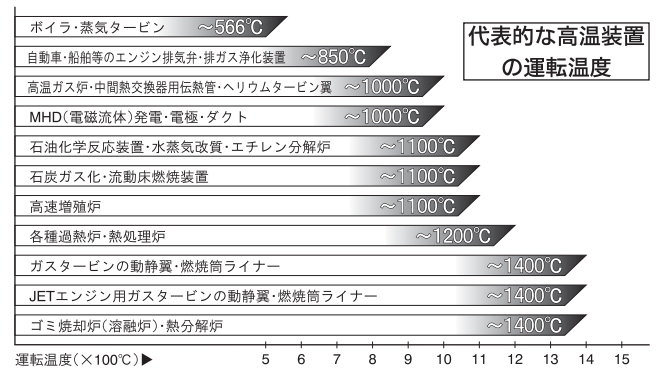 代表的な高温装置
の運転温度
ボイラ・蒸気タービン ～566℃
自動車・船舶等のエンジン排気弁・排ガス浄化装置 ～850℃
高温ガス炉・中間熱交換器用伝熱管・ヘリウムタービン翼 ～1000℃
MHD(電磁流体)発電・電極・ダクト ～1000℃
石油化学反応装置・水蒸気改質・エチレン分解炉 ～1100℃
石炭ガス化・流動床燃焼装置 ～1100℃
高速増殖炉 ～1100℃
各種過熱炉・熱処理炉 ～1200℃
ガスタービンの動静翼・燃焼筒ライナー ～1400℃
JETエンジン用ガスタービンの動静翼・燃焼筒ライナー ～1400℃
ゴミ焼却炉(溶融炉)・熱分解炉 ～1400℃
運転温度(×100℃)▶ 5 6 7 8 9 10 11 12 13 14 15